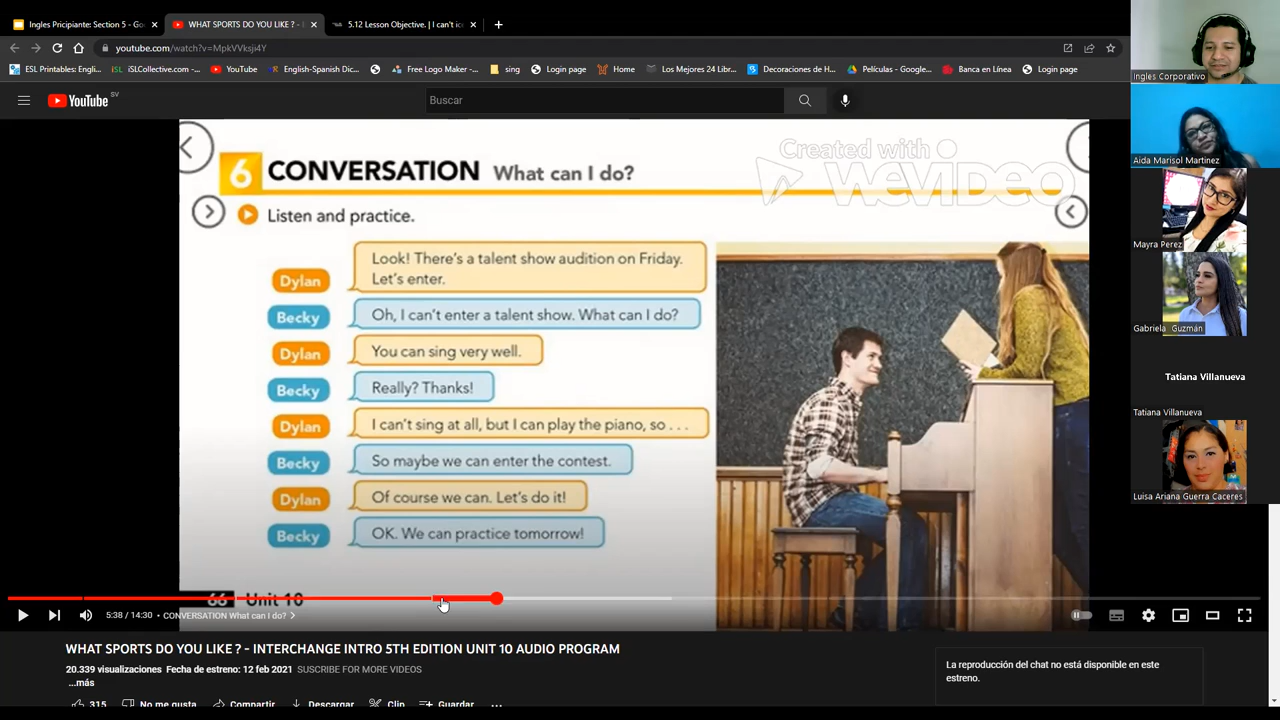 Ingles Pricipiante: Section 5 - Go
WHAT SPORTS DO YOU LIKE ? -
5.12 Lesson Objective. | I can't
youtube.com/watch?v=MpkVVksji4Y
ESL Printables: Engli...
iSLCollective.com -...
YouTube
English-Spanish Dic...
Free Logo Maker -...
sing
Login page
Home
Los Mejores 24 Libr...
Decoraciones de H...
Películas - Google...
Banca en Línea
Login page
YouTube SV
Buscar
Created with
WEVIDEO
6 CONVERSATION What can I do?
Listen and practice.
Dylan Look! There's a talent show audition on Friday.
Let's enter.
Becky Oh, I can't enter a talent show. What can I do?
Dylan You can sing very well.
Becky Really? Thanks!
Dylan I can't sing at all, but I can play the piano, so . . .
Becky So maybe we can enter the contest.
Dylan Of course we can. Let's do it!
Becky OK. We can practice tomorrow!
66 Unit 10
5:38 / 14:30 • CONVERSATION What can I do?
WHAT SPORTS DO YOU LIKE ? - INTERCHANGE INTRO 5TH EDITION UNIT 10 AUDIO PROGRAM
20.339 visualizaciones Fecha de estreno: 12 feb 2021 SUSCRIBE FOR MORE VIDEOS
...más
315 No me gusta Compartir Descargar Clip Guardar ...
La reproducción del chat no está disponible en este
estreno.
Ingles Corporativo
Aída Marisol Martinez
Mayra Perez
Gabriela Guzmán
Tatiana Villanueva
Tatiana Villanueva
Luisa Ariana Guerra Caceres